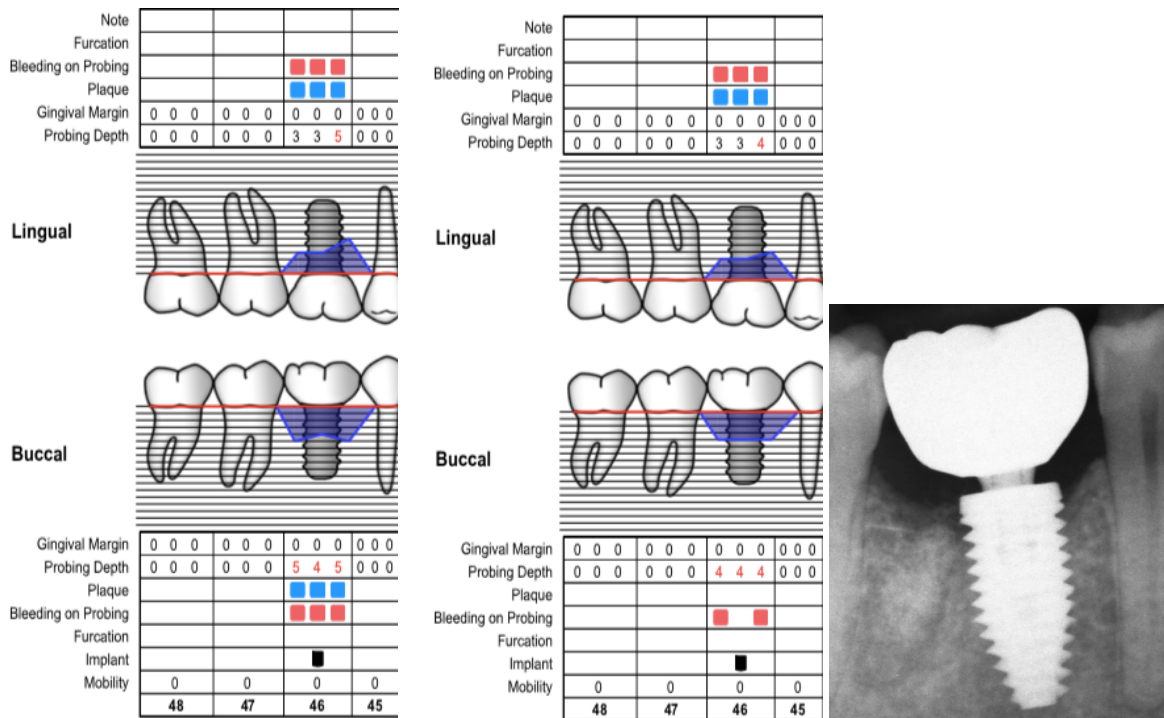 Note
Furcation
Bleeding on Probing
Plaque
Gingival Margin 0 0 0 0 0 0 0 0 0 0 0 0
Probing Depth 0 0 0 0 0 0 3 3 5 0 0 0
Lingual
Buccal
Gingival Margin 0 0 0 0 0 0 0 0 0 0 0 0
Probing Depth 0 0 0 0 0 0 5 4 5 0 0 0
Plaque
Bleeding on Probing
Furcation
Implant
Mobility 0 0 0 0
48 47 46 45
Note
Furcation
Bleeding on Probing
Plaque
Gingival Margin 0 0 0 0 0 0 0 0 0 0 0 0
Probing Depth 0 0 0 0 0 0 3 3 4 0 0 0
Lingual
Buccal
Gingival Margin 0 0 0 0 0 0 0 0 0 0 0 0
Probing Depth 0 0 0 0 0 0 4 4 4 0 0 0
Plaque
Bleeding on Probing
Furcation
Implant
Mobility 0 0 0 0
48 47 46 45